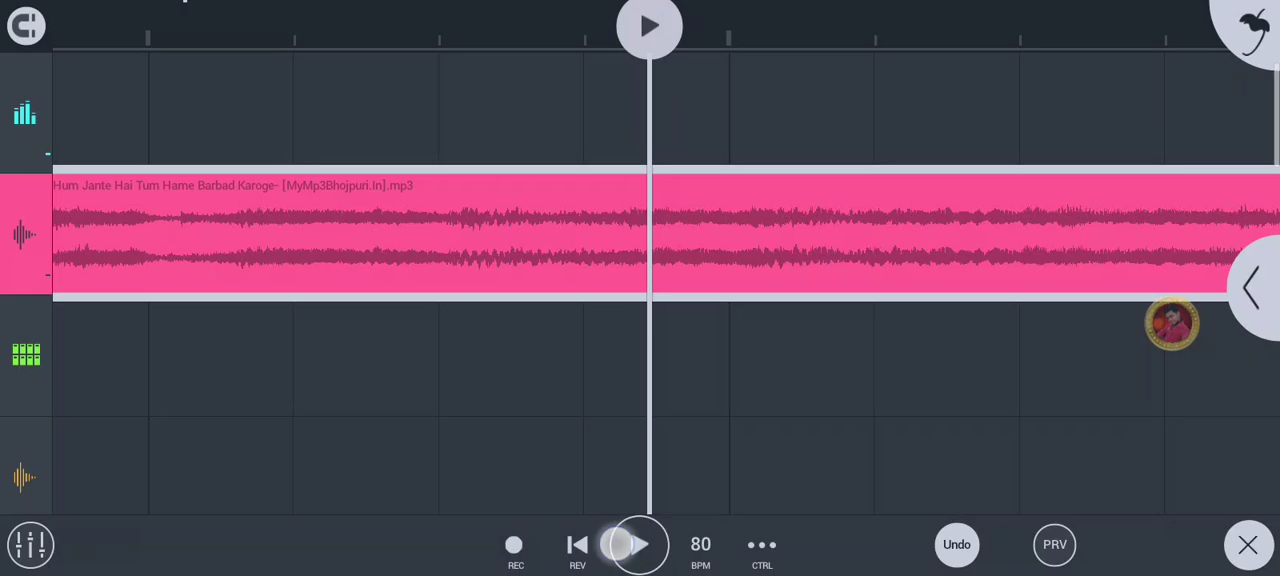 Hum Jante Hai Tum Hame Barbad Karoge- [MyMp3Bhojpuri.In].mp3
80
Undo
PRV
REC
REV
BPM
CTRL